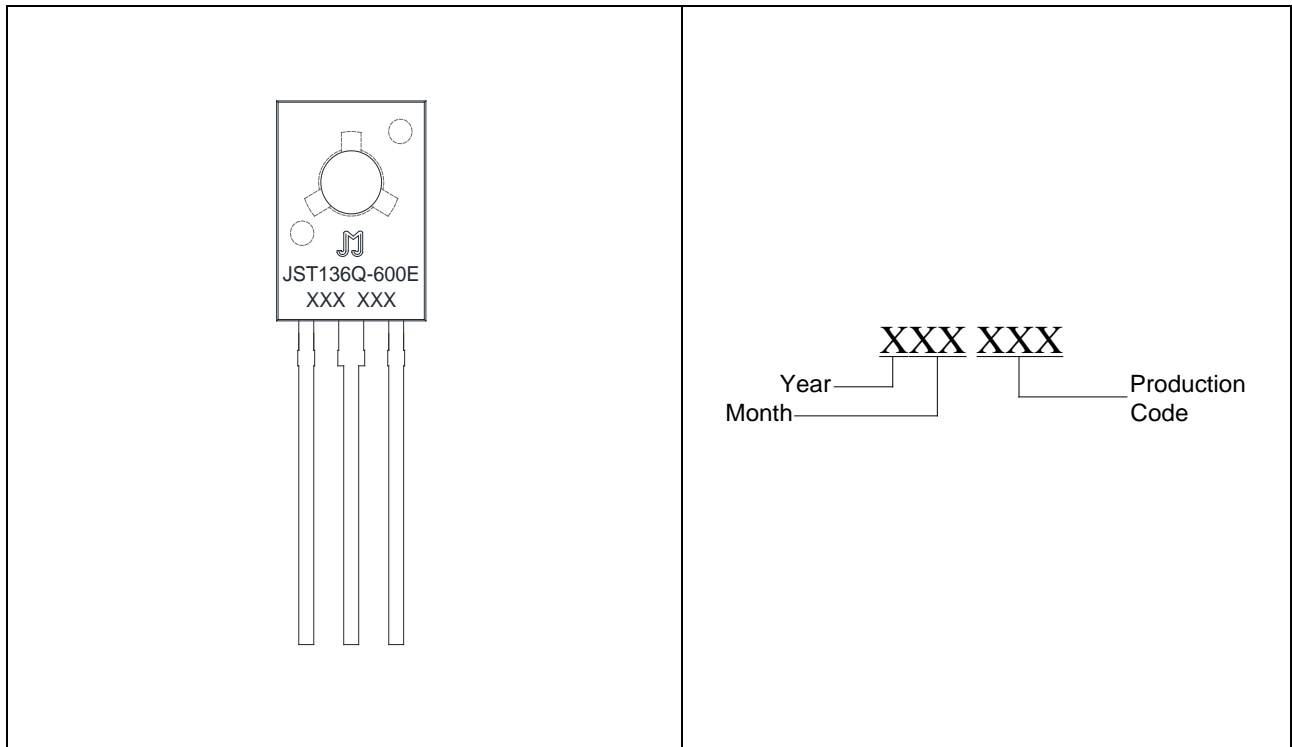 JST136Q-600E
XXX XXX
XXX XXX
Year
Month
Production
Code